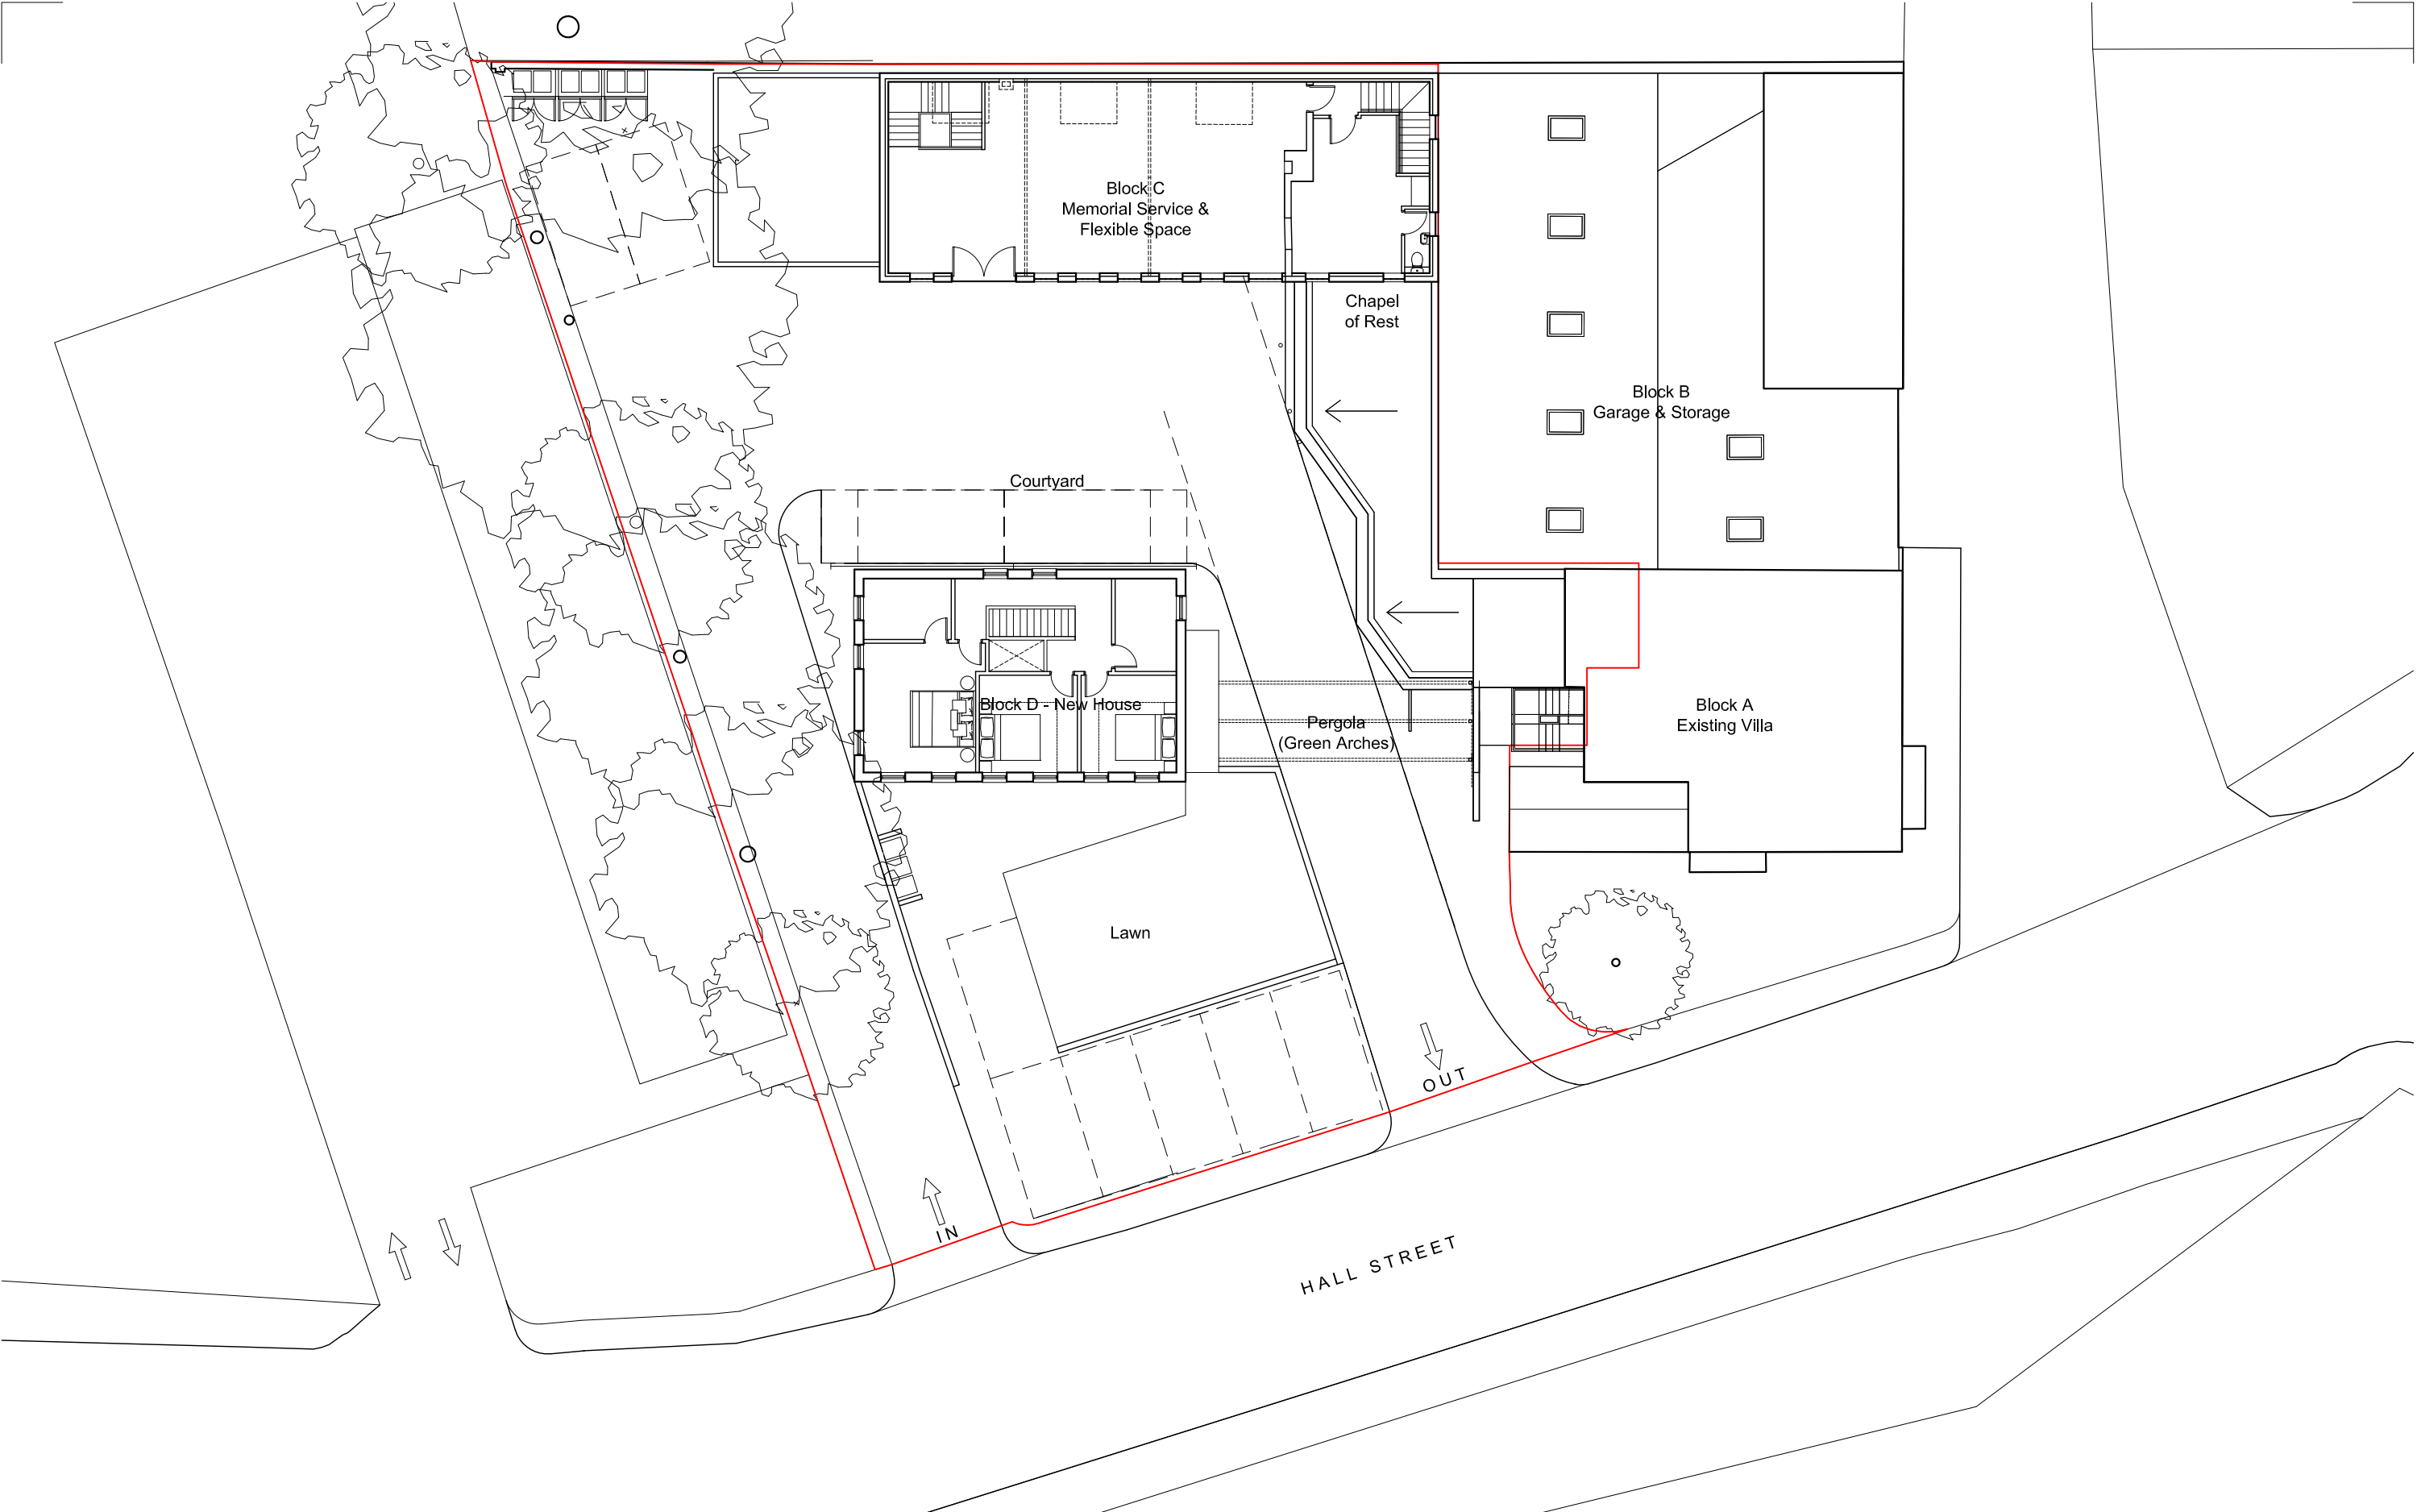 Block C
Memorial Service &
Flexible Space
Chapel
of Rest
Block B
Garage & Storage
Courtyard
Block D - New House
Pergola
(Green Arches)
Block A
Existing Villa
Lawn
OUT
IN
HALL STREET